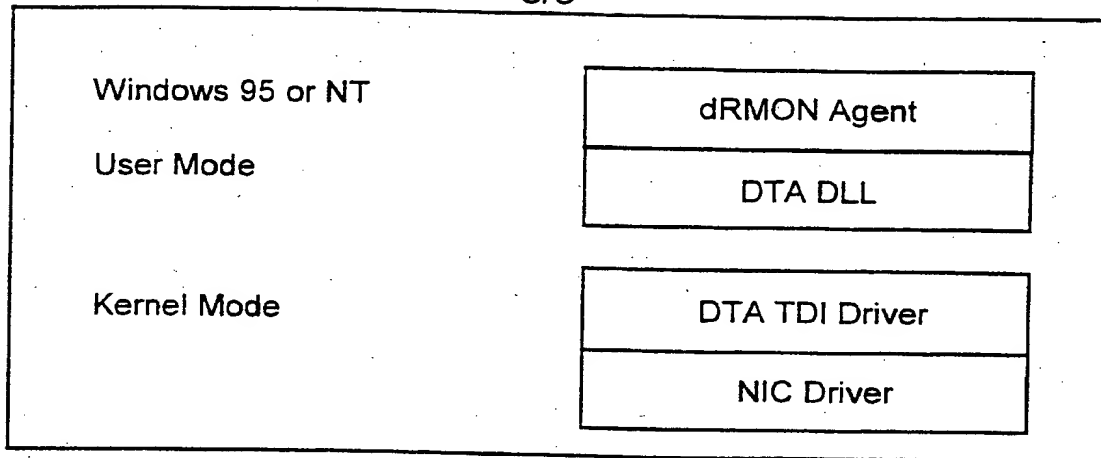 Windows 95 or NT
dRMON Agent
User Mode
DTA DLL
Kernel Mode
DTA TDI Driver
NIC Driver